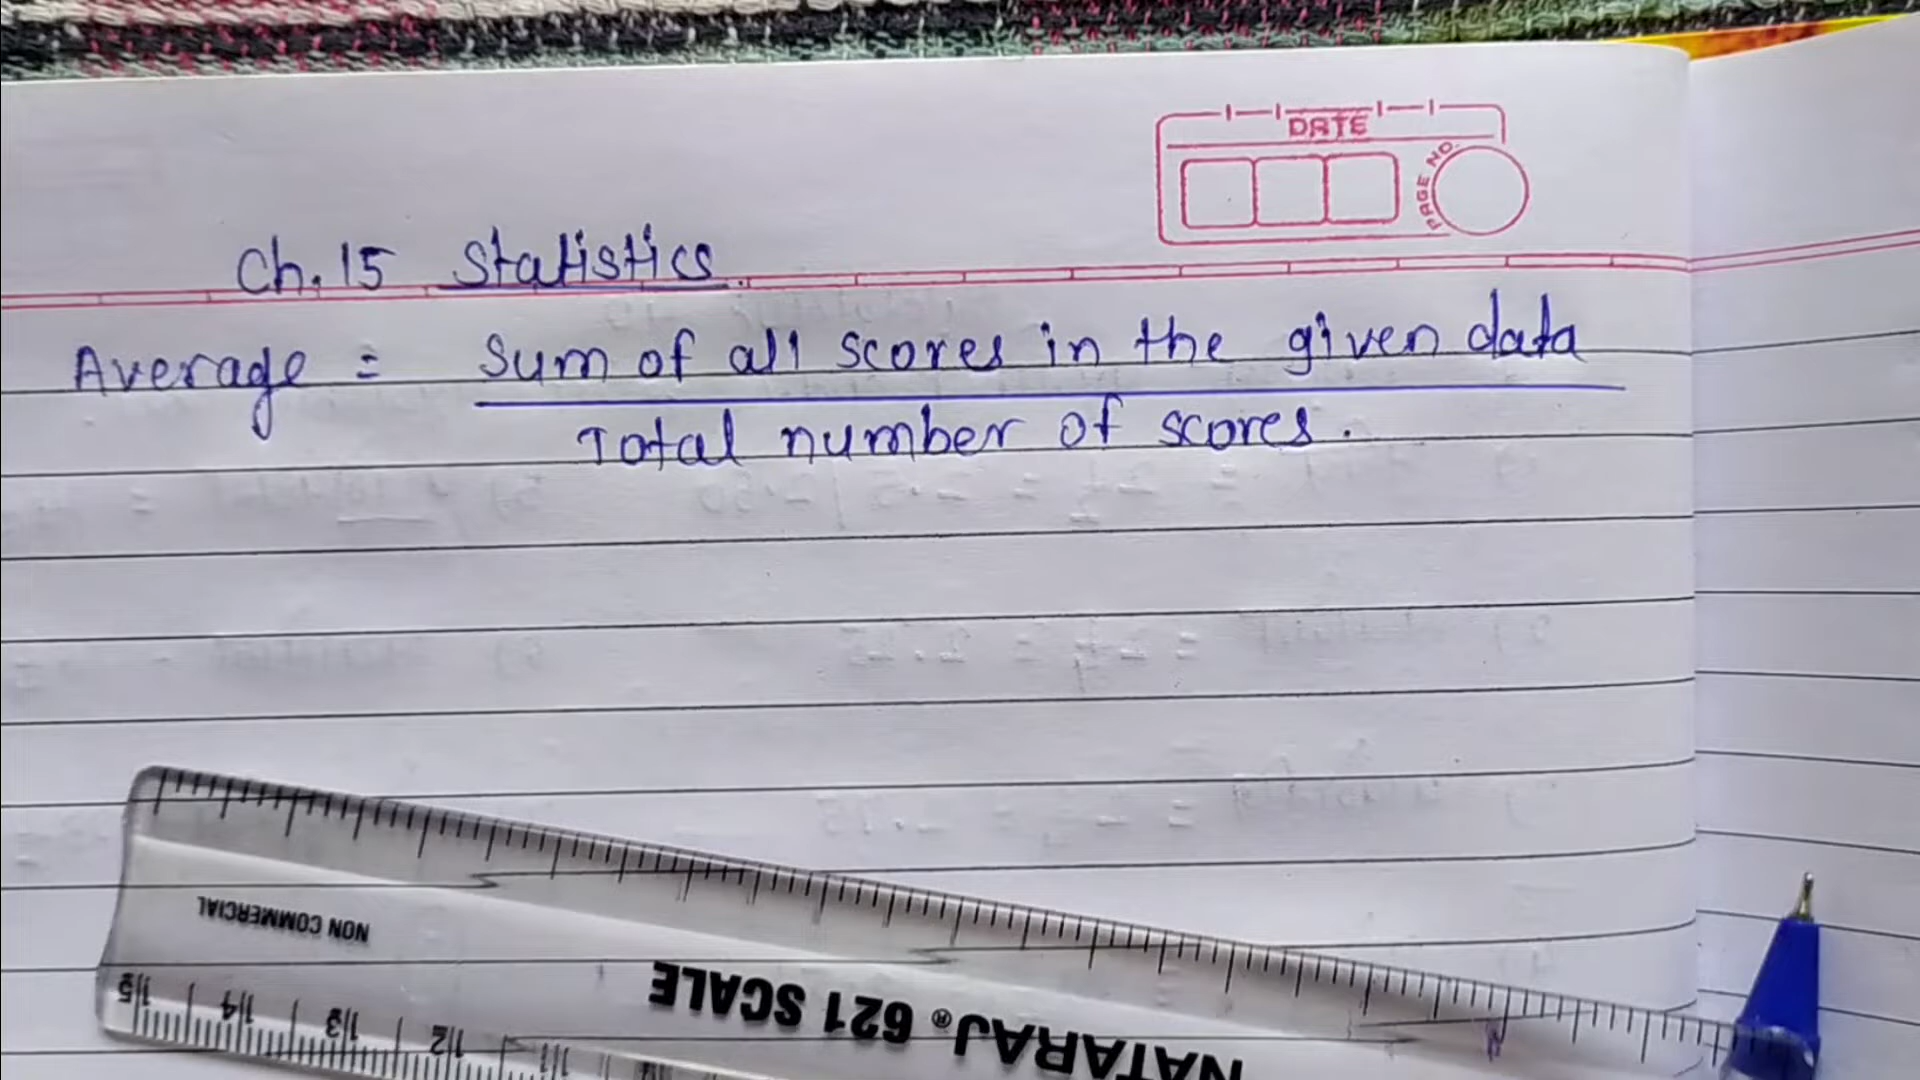 DATE
PAGE NO.
Ch. 15 Statistics
Average = Sum of all scores in the given data
Total number of scores.
NON COMMERCIAL
15 14 13 12 11
NATARAJ® 621 SCALE